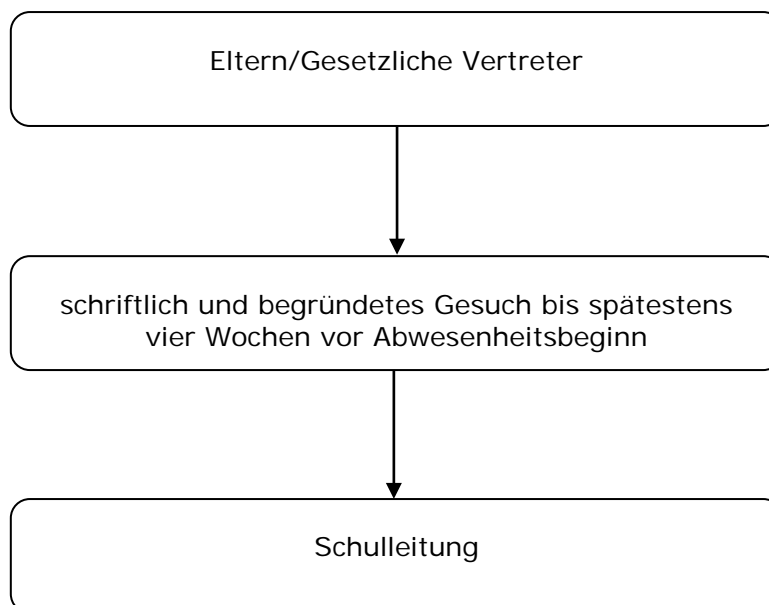 Eltern/Gesetzliche Vertreter
schriftlich und begründetes Gesuch bis spätestens
vier Wochen vor Abwesenheitsbeginn
Schulleitung